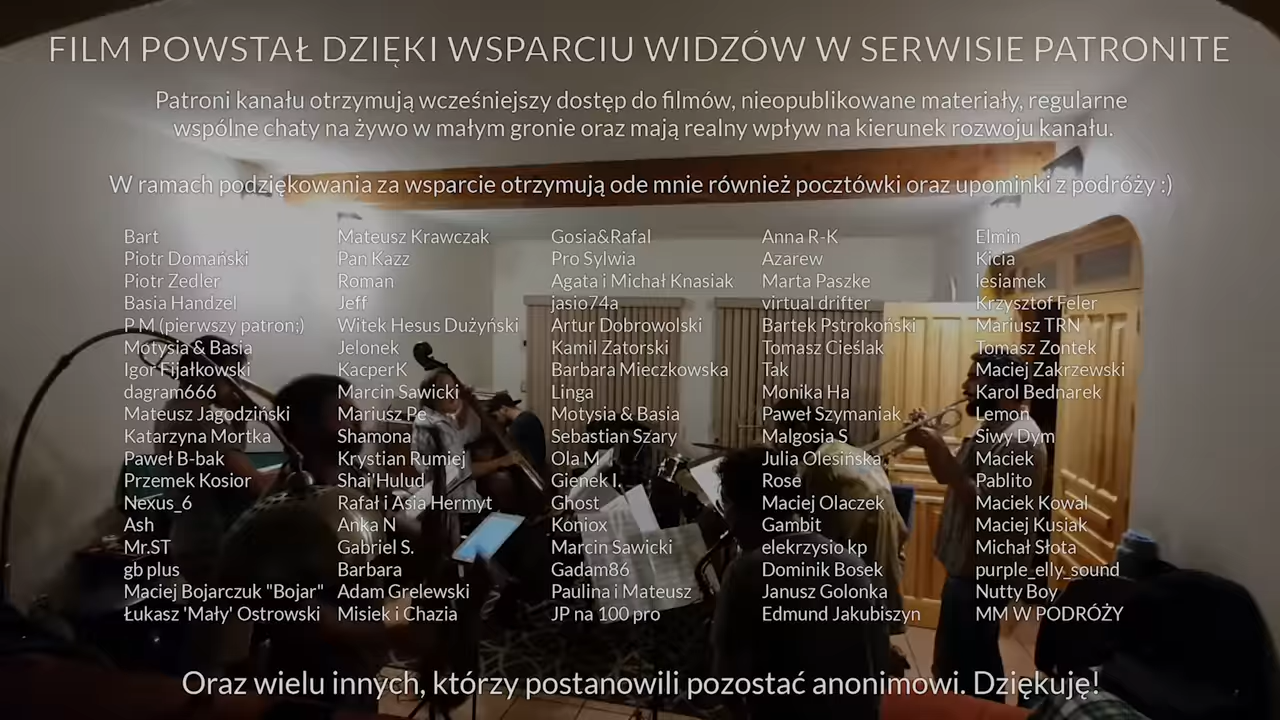 FILM POWSTAŁ DZIĘKI WSPARCIU WIDZÓW W SERWISIE PATRONITE
Patroni kanału otrzymują wcześniejszy dostęp do filmów, nieopublikowane materiały, regularne
wspólne chaty na żywo w małym gronie oraz mają realny wpływ na kierunek rozwoju kanału.
W ramach podziękowania za wsparcie otrzymują ode mnie również pocztówki oraz upominki z podróży :)
Bart
Piotr Domański
Piotr Zedler
Basia Handzel
P M (pierwszy patron;)
Motysia & Basia
Igor Fijałkowski
dagram666
Mateusz Jagodziński
Katarzyna Mortka
Paweł B-bak
Przemek Kosior
Nexus_6
Ash
Mr.ST
gb plus
Maciej Bojarczuk "Bojar"
Łukasz 'Mały' Ostrowski
Mateusz Krawczak
Pan Kazz
Roman
Jeff
Witek Hesus Dużyński
Jelonek
KacperK
Marcin Sawicki
Mariusz Pe
Shamona
Krystian Rumiej
Shai'Hulud
Rafał i Asia Hermyt
Anka N
Gabriel S.
Barbara
Adam Grelewski
Misiek i Chazia
Gosia&Rafal
Pro Sylwia
Agata i Michał Knasiak
jasio74a
Artur Dobrowolski
Kamil Zatorski
Barbara Mieczkowska
Linga
Motysia & Basia
Sebastian Szary
Ola M
Gienek I.
Ghost
Koniox
Marcin Sawicki
Gadam86
Paulina i Mateusz
JP na 100 pro
Anna R-K
Azarew
Marta Paszke
virtual drifter
Bartek Pstrokoński
Tomasz Cieślak
Tak
Monika Ha
Paweł Szymaniak
Malgosia S
Julia Olesińska
Rose
Maciej Olaczek
Gambit
elekrzysio kp
Dominik Bosek
Janusz Golonka
Edmund Jakubiszyn
Elmin
Kicia
lesiamek
Krzysztof Feler
Mariusz TRN
Tomasz Zontek
Maciej Zakrzewski
Karol Bednarek
Lemon
Siwy Dym
Maciek
Pablito
Maciek Kowal
Maciej Kusiak
Michał Słota
purple_elly_sound
Nutty Boy
MM W PODRÓŻY
Oraz wielu innych, którzy postanowili pozostać anonimowi. Dziękuję!